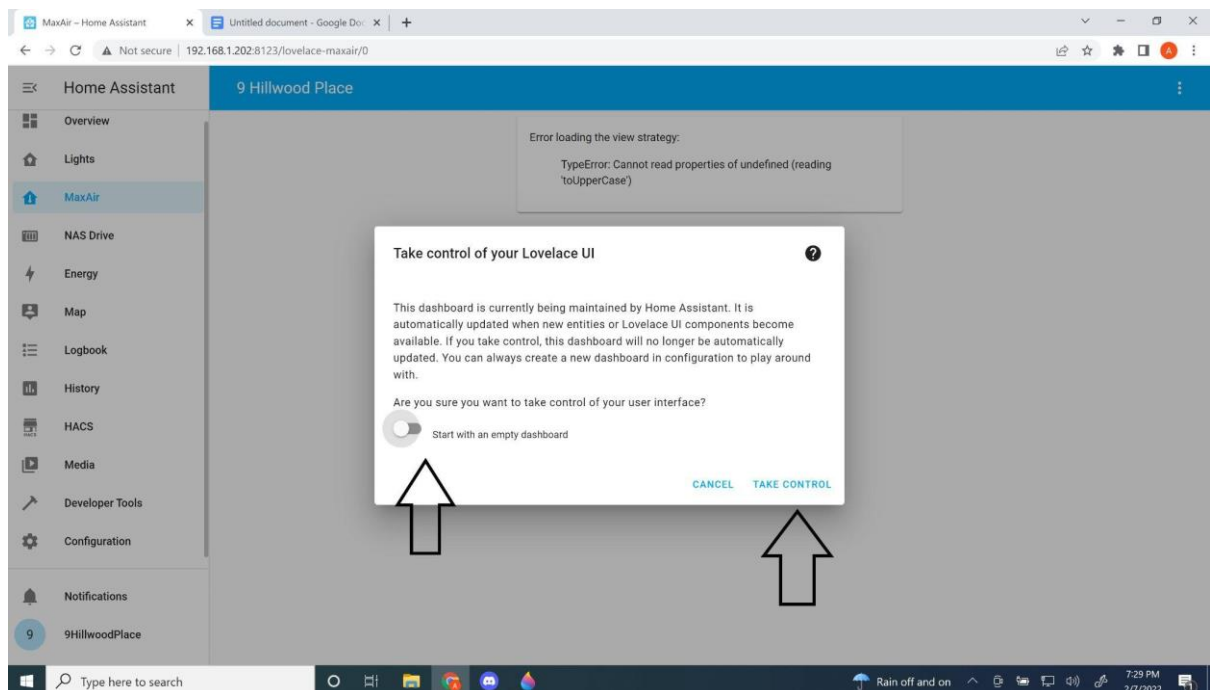 MaxAir – Home Assistant
Untitled document - Google Do
Not secure | 192.168.1.202:8123/lovelace-maxair/0
A
Home Assistant
9 Hillwood Place
Overview
Lights
MaxAir
NAS Drive
Energy
Map
Logbook
History
HACS
HACS
Media
Developer Tools
Configuration
Notifications
9
9HillwoodPlace
Error loading the view strategy:
TypeError: Cannot read properties of undefined (reading
'toUpperCase')
Take control of your Lovelace UI
?
This dashboard is currently being maintained by Home Assistant. It is
automatically updated when new entities or Lovelace UI components become
available. If you take control, this dashboard will no longer be automatically
updated. You can always create a new dashboard in configuration to play around
with.
Are you sure you want to take control of your user interface?
Start with an empty dashboard
CANCEL TAKE CONTROL
Type here to search
Rain off and on
7:29 PM
2/7/2022